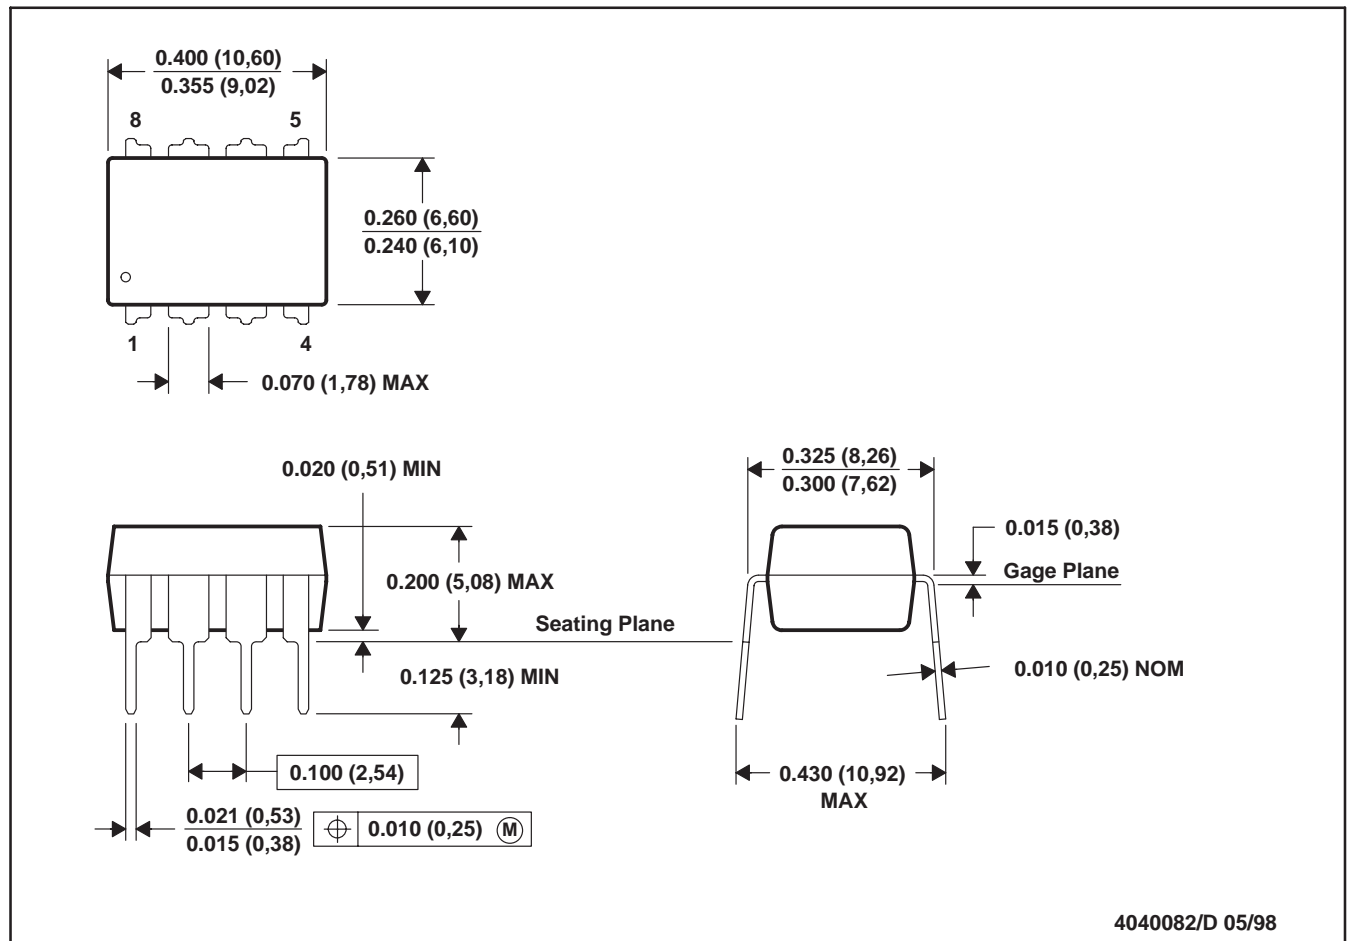 0.400 (10,60)
0.355 (9,02)
8
5
0.260 (6,60)
0.240 (6,10)
1
4
0.070 (1,78) MAX
0.020 (0,51) MIN
0.325 (8,26)
0.300 (7,62)
0.015 (0,38)
0.200 (5,08) MAX
Gage Plane
Seating Plane
0.125 (3,18) MIN
0.010 (0,25) NOM
0.100 (2,54)
0.430 (10,92)
MAX
0.021 (0,53)
0.015 (0,38)
0.010 (0,25) M
4040082/D 05/98